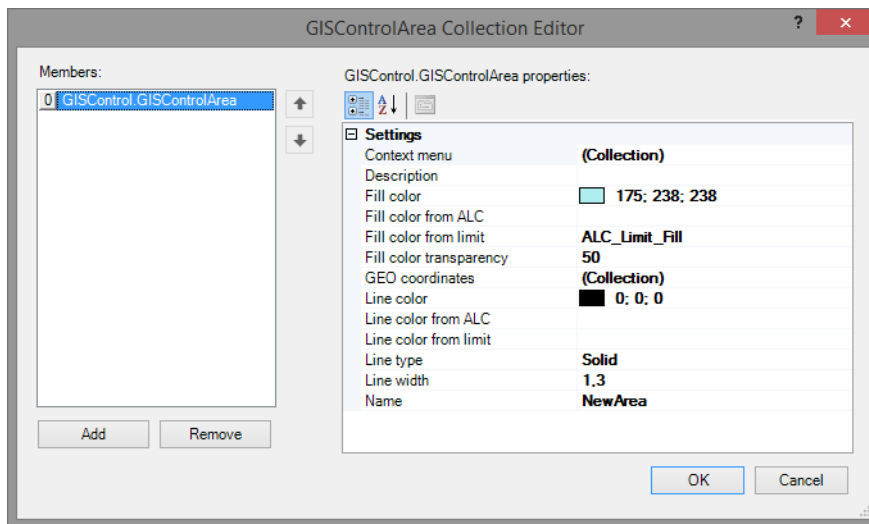 GISControlArea Collection Editor
?
×
Members:
0 GISControl.GISControlArea
Add
Remove
GISControl.GISControlArea properties:
Settings
Context menu (Collection)
Description
Fill color 175; 238; 238
Fill color from ALC
Fill color from limit ALC_Limit_Fill
Fill color transparency 50
GEO coordinates (Collection)
Line color 0; 0; 0
Line color from ALC
Line color from limit
Line type Solid
Line width 1,3
Name NewArea
OK
Cancel